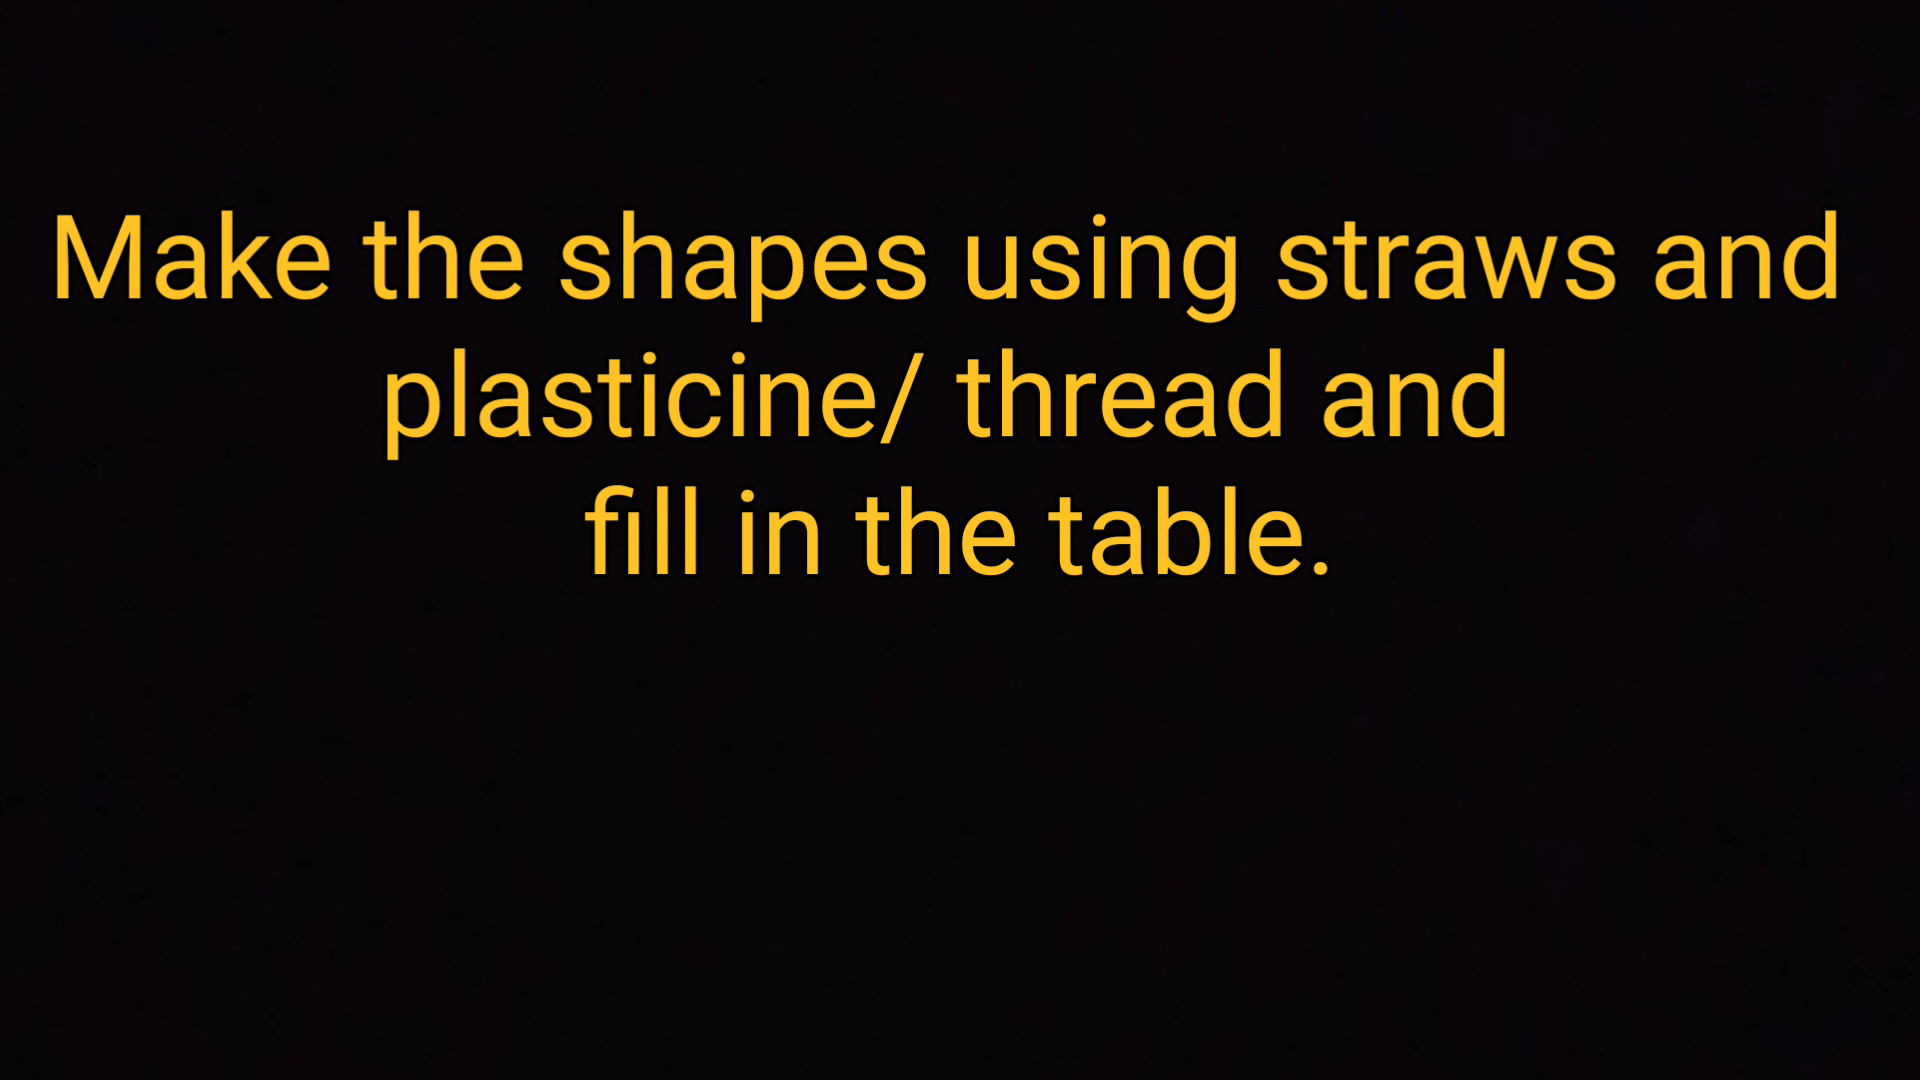 Make the shapes using straws and
plasticine/ thread and
fill in the table.